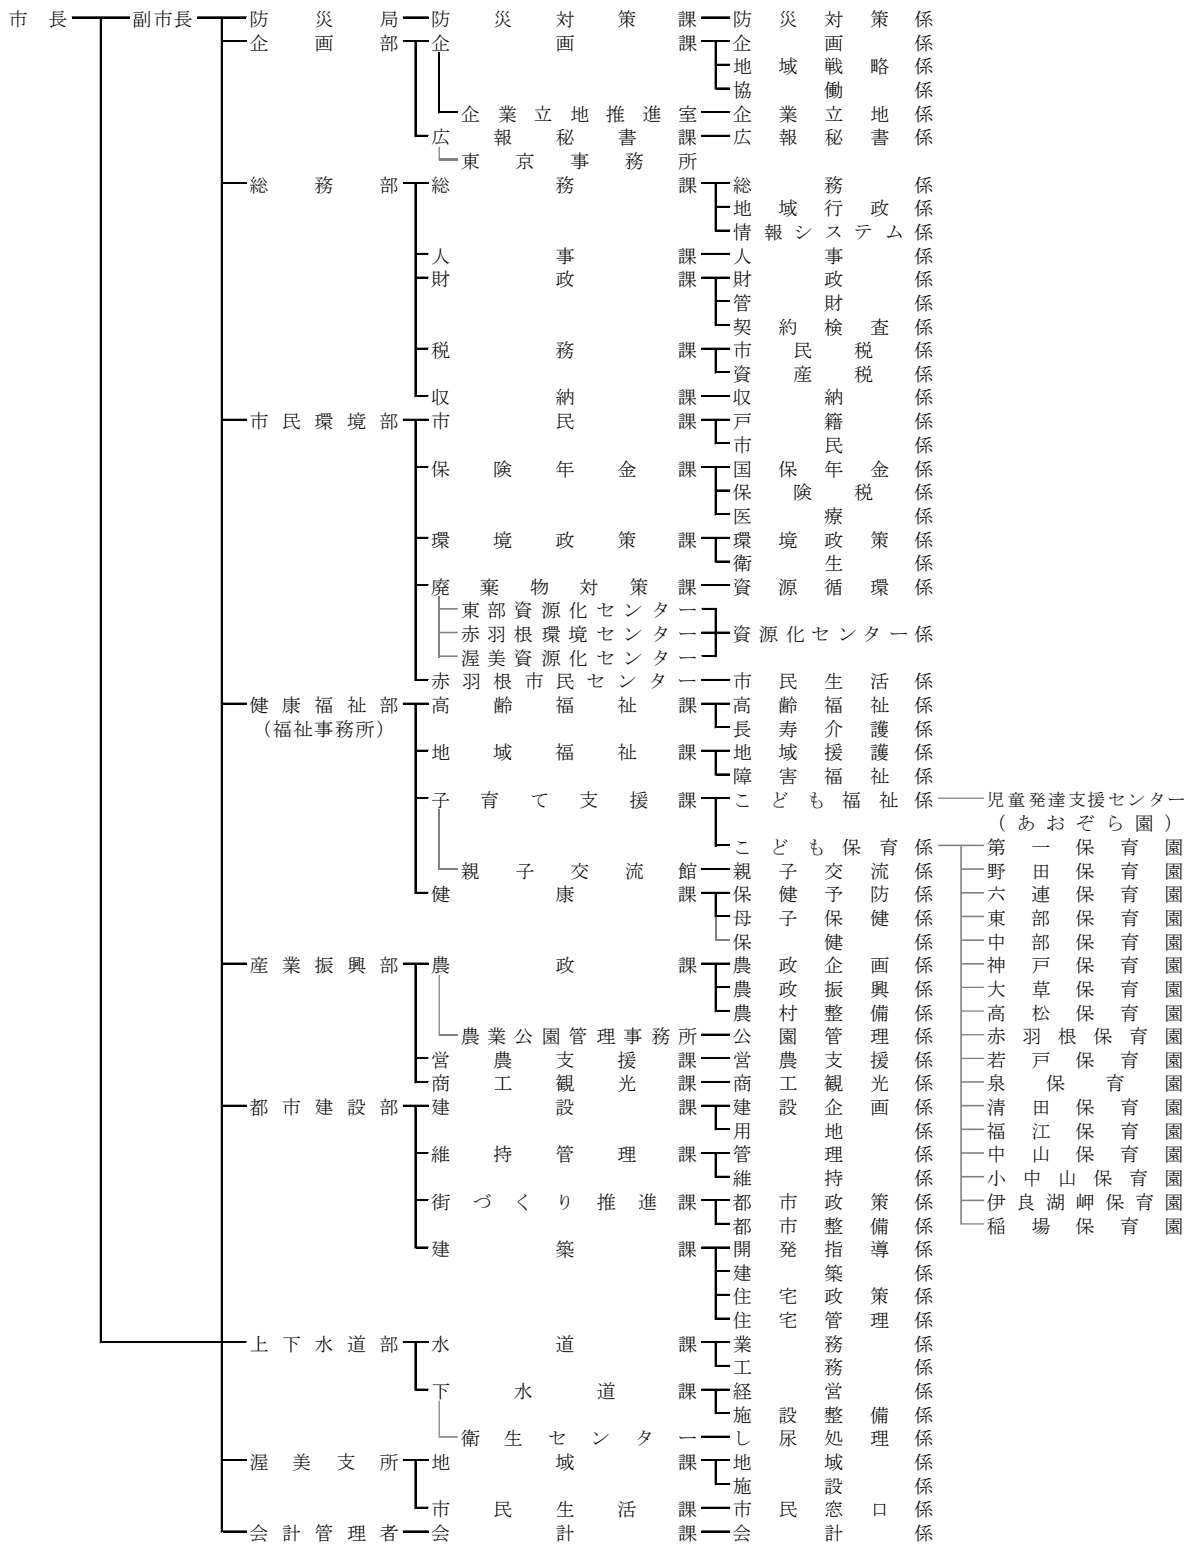 市長 副市長 防災局 防災対策課 防災対策係
企画部 企画課 企画係
地域戦略係
協働係
企業立地推進室 企業立地係
広報秘書課 広報秘書係
東京事務所
総務部 総務課 総務係
地域行政係
情報システム係
人事課 人事係
財政課 財政係
管財係
契約検査係
税務課 市民税係
資産税係
収納課 収納係
市民環境部 市民課 戸籍係
市民係
保険年金課 国保年金係
保険税係
医療係
環境政策課 環境政策係
衛生係
廃棄物対策課 資源循環係
東部資源化センター
赤羽根環境センター 資源化センター係
渥美資源化センター
赤羽根市民センター 市民生活係
健康福祉部 高齢福祉課 高齢福祉係
（福祉事務所） 長寿介護係
地域福祉課 地域援護係
障害福祉係
子育て支援課 こども福祉係 児童発達支援センター
（あおぞら園）
こども保育係 第一保育園
親子交流館 親子交流係 野田保育園
健康課 保健予防係 六連保育園
母子保健係 東部保育園
保健係 中部保育園
産業振興部 農政課 農政企画係 神戸保育園
農政振興係 大草保育園
農村整備係 高松保育園
農業公園管理事務所 公園管理係 赤羽根保育園
営農支援課 営農支援係 若戸保育園
商工観光課 商工観光係 泉保育園
都市建設部 建設課 建設企画係 清田保育園
用地係 福江保育園
維持管理課 管理係 中山保育園
維持係 小中山保育園
街づくり推進課 都市政策係 伊良湖岬保育園
都市整備係 稲場保育園
建築課 開発指導係
建築係
住宅政策係
住宅管理係
上下水道部 水道課 業務係
工務係
下水道課 経営係
施設整備係
衛生センター し尿処理係
渥美支所 地域課 地域係
施設係
市民生活課 市民窓口係
会計管理者 会計課 会計係